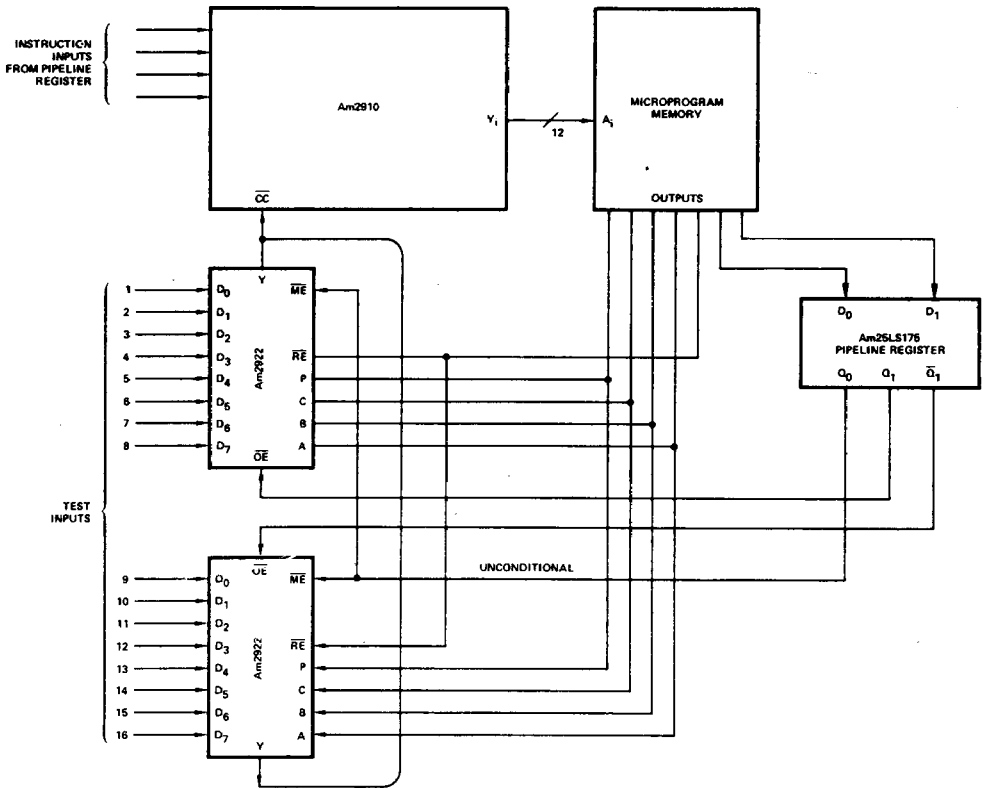 INSTRUCTION
INPUTS
FROM PIPELINE
REGISTER
Am2910
Yi
12
Ai
MICROPROGRAM
MEMORY
OUTPUTS
CC
Y
1 D0
2 D1
3 D2
4 D3
5 D4
6 D5
7 D6
8 D7
Am2922
ME
RE
P
C
B
A
OE
D0 D1
Am25LS175
PIPELINE REGISTER
Q0 Q1 Q1
TEST
INPUTS
UNCONDITIONAL
OE
9 D0
10 D1
11 D2
12 D3
13 D4
14 D5
15 D6
16 D7
Am2922
ME
RE
P
C
B
A
Y